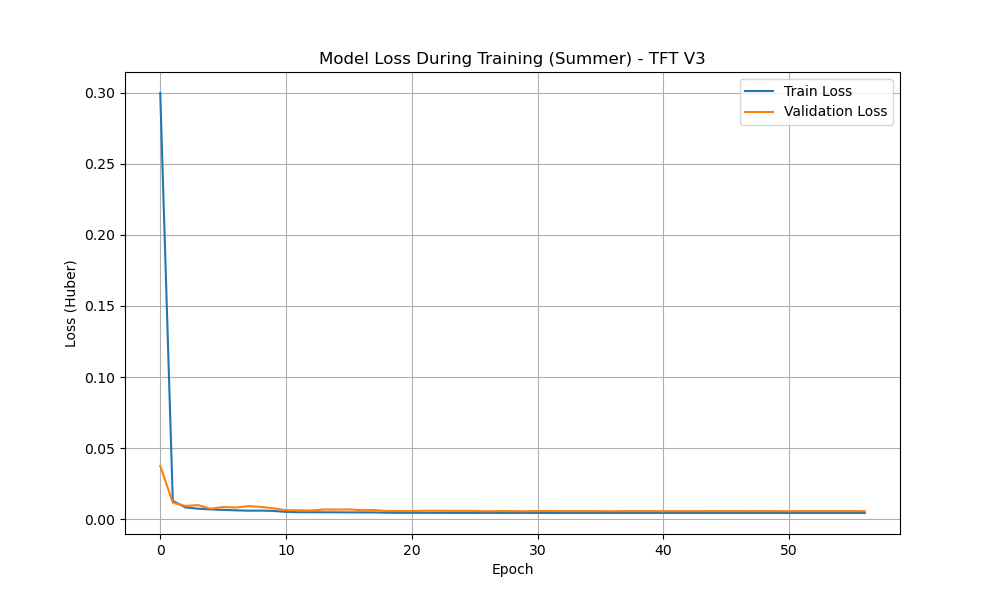 Model Loss During Training (Summer) - TFT V3
Train Loss
Validation Loss
Loss (Huber)
0.30
0.25
0.20
0.15
0.10
0.05
0.00
0
10
20
30
40
50
Epoch